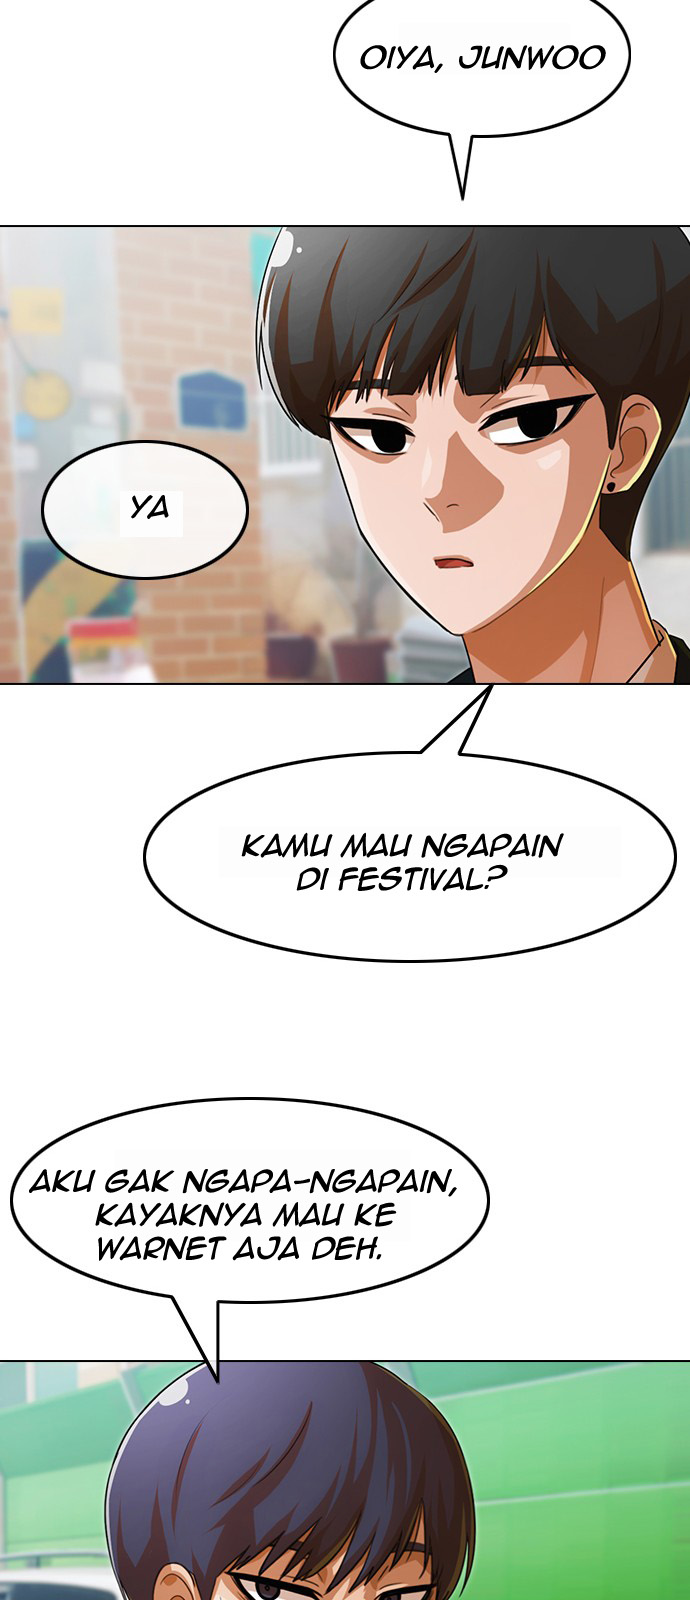 OIYA, JUNWOO
YA
KAMU MAU NGAPAIN
DI FESTIVAL?
AKU GAK NGAPA-NGAPAIN,
KAYAKNYA MAU KE
WARNET AJA DEH.